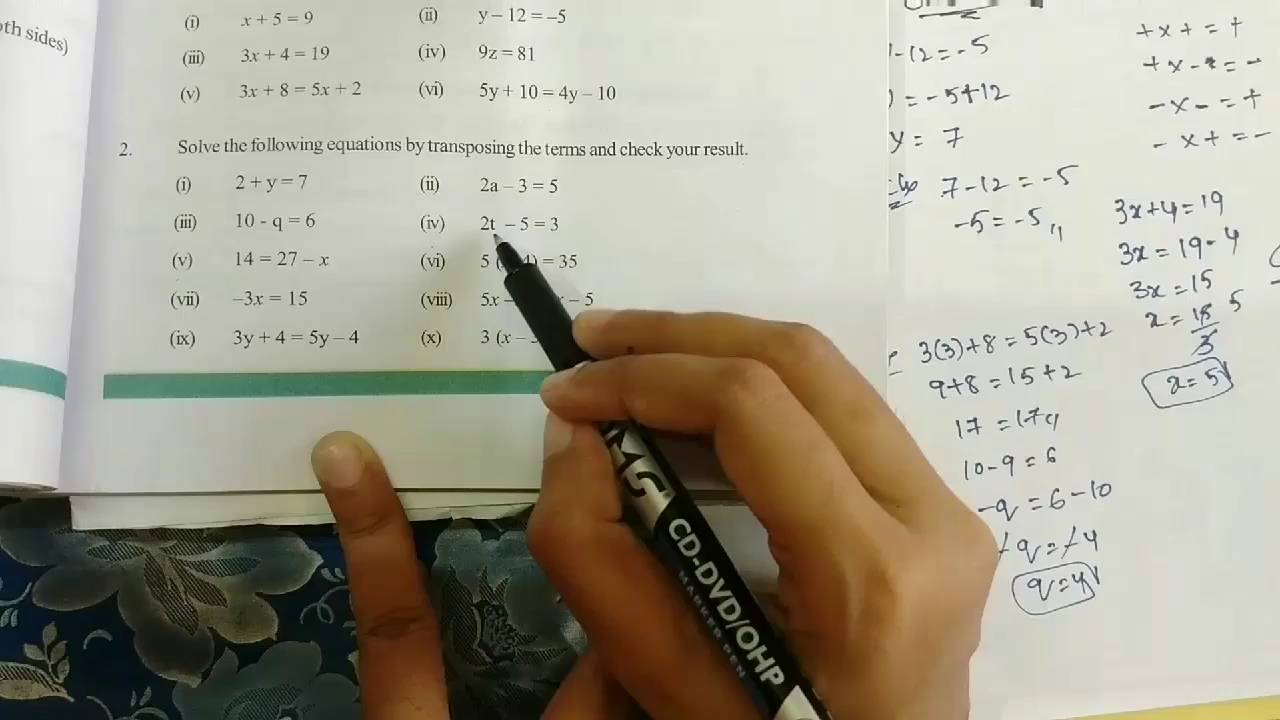 oth sides)
(i) x + 5 = 9 (ii) y – 12 = –5
(iii) 3x + 4 = 19 (iv) 9z = 81
(v) 3x + 8 = 5x + 2 (vi) 5y + 10 = 4y – 10
2. Solve the following equations by transposing the terms and check your result.
(i) 2 + y = 7 (ii) 2a – 3 = 5
(iii) 10 - q = 6 (iv) 2t – 5 = 3
(v) 14 = 27 – x (vi) 5 ( ) = 35
(vii) –3x = 15 (viii) 5x – – 5
(ix) 3y + 4 = 5y – 4 (x) 3 (x –
CD-DVD/OHP
MARKER PEN
-12 = -5
= -5+12
y = 7
7-12 = -5
-5 = -5
3(3)+8 = 5(3)+2
9+8 = 15+2
17 = 17
10-q = 6
-q = 6-10
-q = -4
q = 4
+ x + = +
+ x - = -
- x - = +
- x + = -
3x+4 = 19
3x = 19-4
3x = 15
x = 15/3 5
x = 5